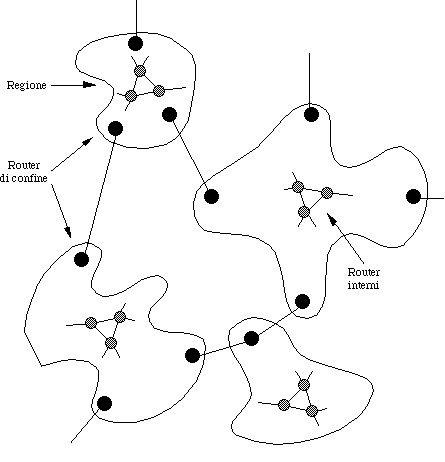 Regione
Router
di confine
Router
interni